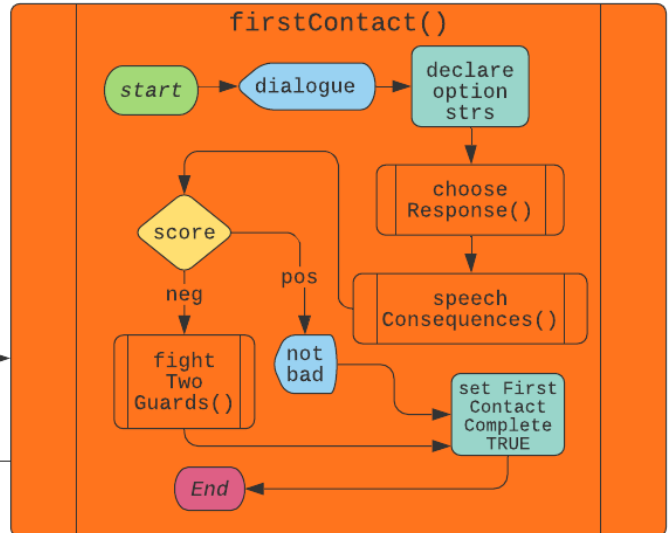 firstContact()
start
dialogue
declare
option
strs
choose
Response()
speech
Consequences()
score
neg
pos
fight
Two
Guards()
not
bad
set First
Contact
Complete
TRUE
End